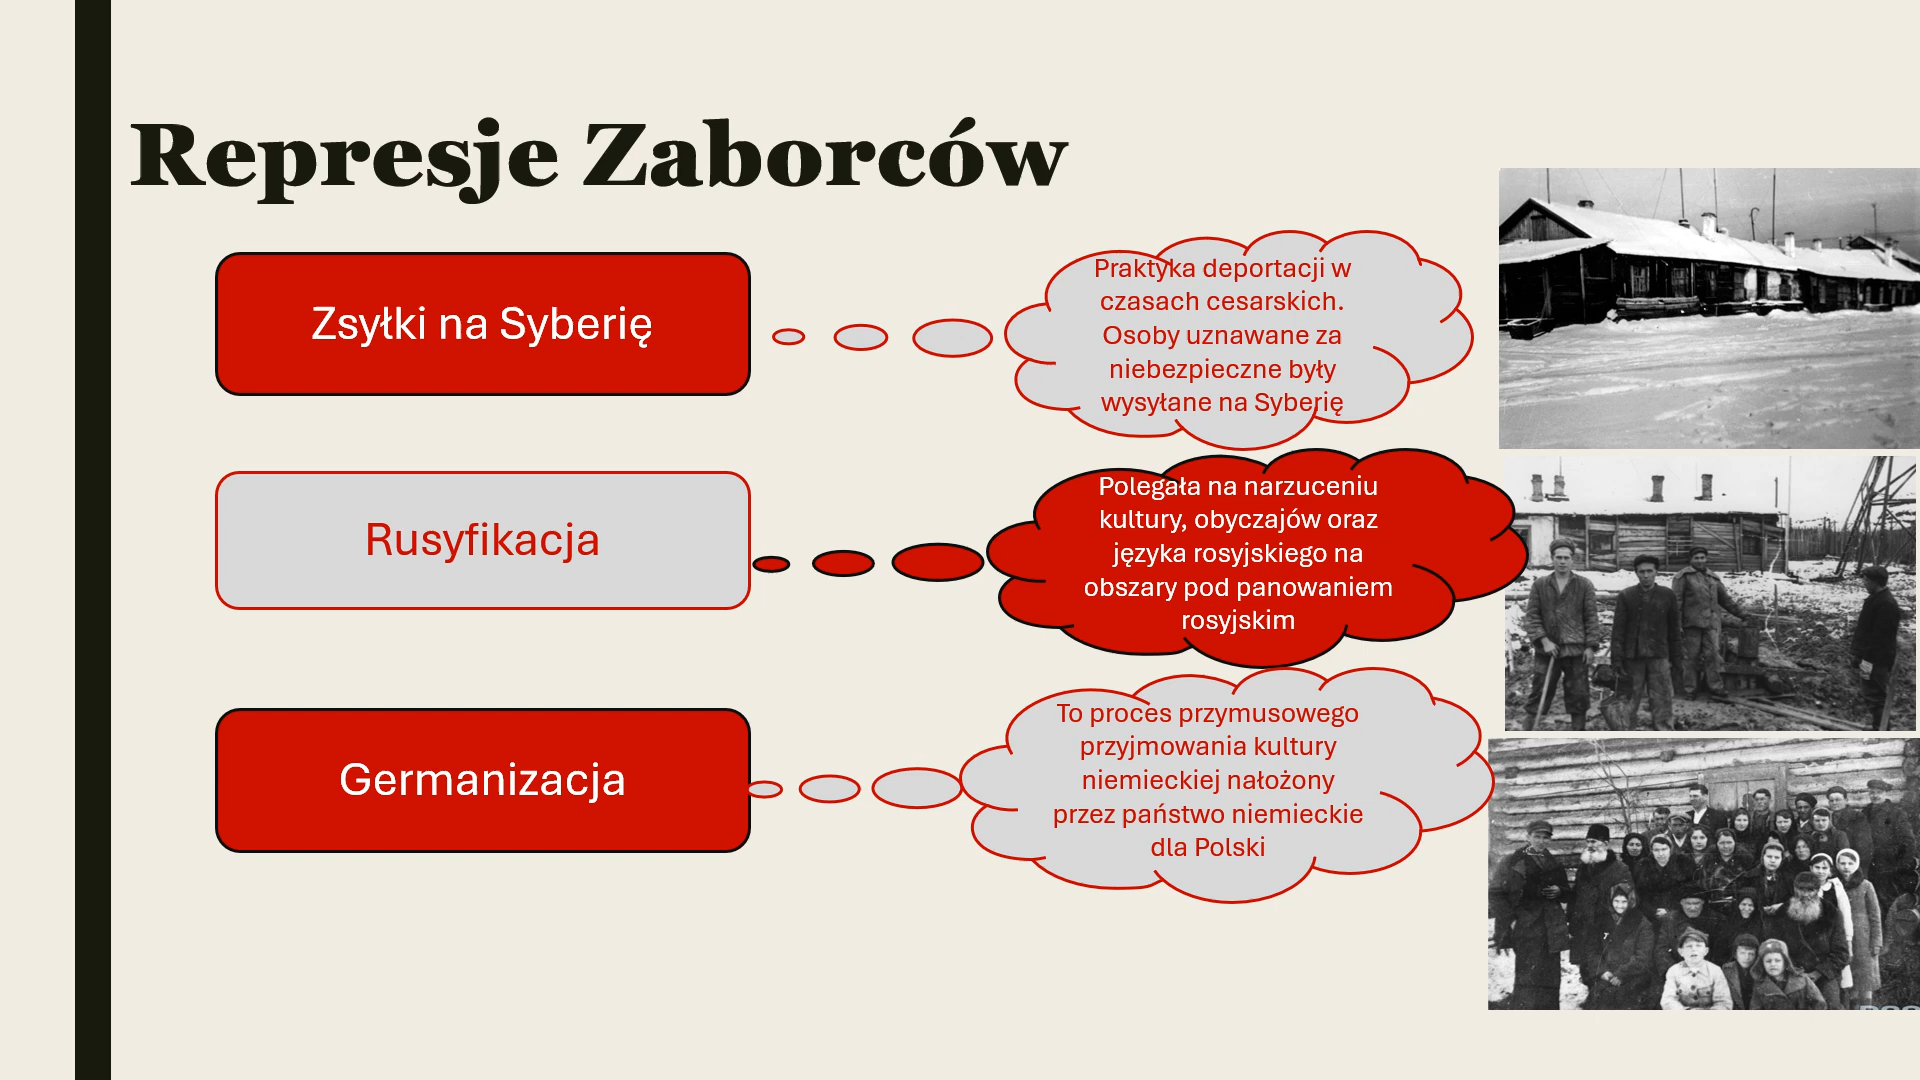 Represje Zaborców
Zsyłki na Syberię
Praktyka deportacji w
czasach cesarskich.
Osoby uznawane za
niebezpieczne były
wysyłane na Syberię
Rusyfikacja
Polegała na narzuceniu
kultury, obyczajów oraz
języka rosyjskiego na
obszary pod panowaniem
rosyjskim
Germanizacja
To proces przymusowego
przyjmowania kultury
niemieckiej nałożony
przez państwo niemieckie
dla Polski